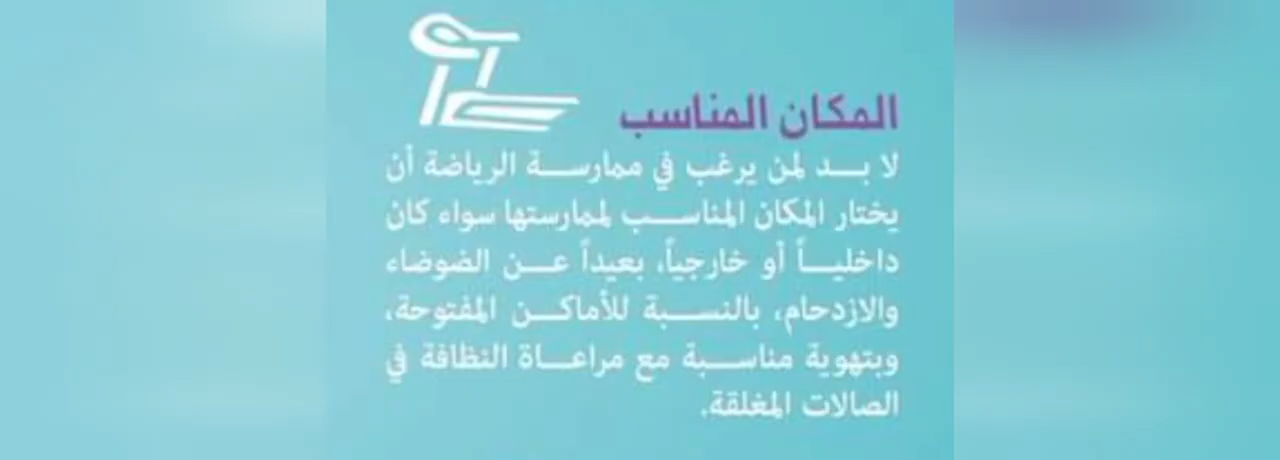 المكان المناسب
لا بد لمن يرغب في ممارسة الرياضة أن
يختار المكان المناسب لممارستها سواء كان
داخلياً أو خارجياً، بعيداً عن الضوضاء
والازدحام، بالنسبة للأماكن المفتوحة،
وبتهوية مناسبة مع مراعاة النظافة في
الصالات المغلقة.